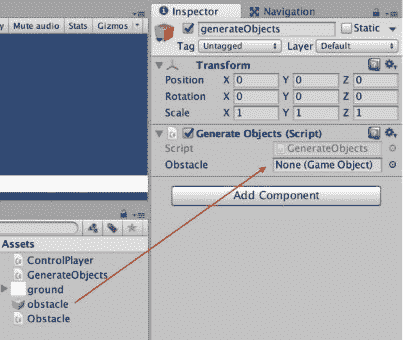 y Mute audio Stats Gizmos
Assets
ControlPlayer
GenerateObjects
ground
obstacle
Obstacle
Inspector Navigation
generateObjects Static
Tag Untagged Layer Default
Transform
Position X 0 Y 0 Z 0
Rotation X 0 Y 0 Z 0
Scale X 1 Y 1 Z 1
Generate Objects (Script)
Script GenerateObjects
Obstacle None (Game Object)
Add Component